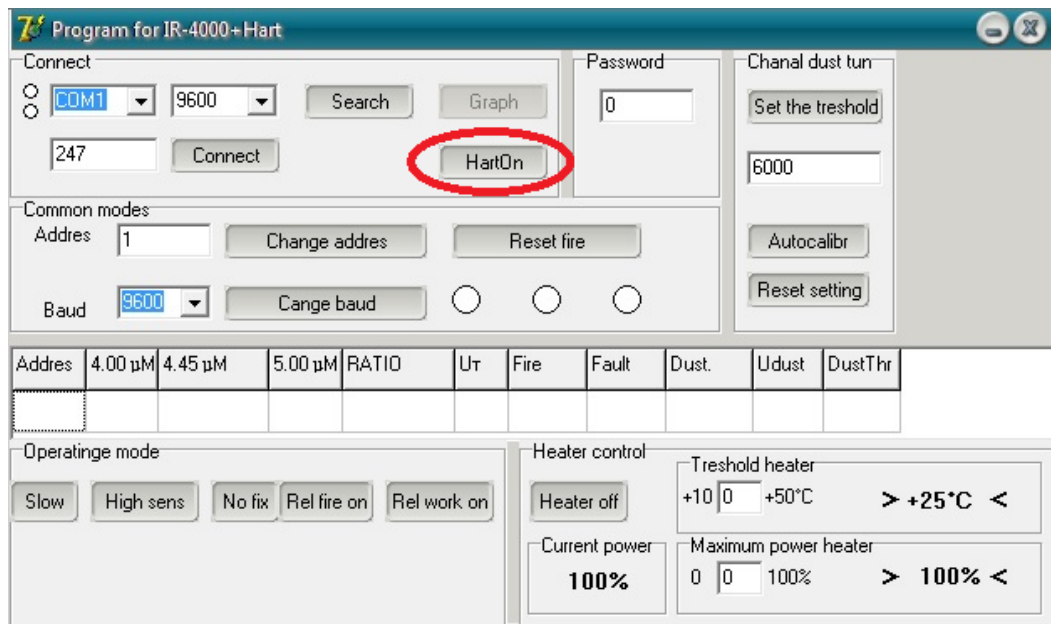 Program for IR-4000+Hart
Connect
COM1 9600 Search Graph
247 Connect HartOn
Password
0
Chanal dust tun
Set the treshold
6000
Autocalibr
Reset setting
Common modes
Addres 1 Change addres Reset fire
Baud 9600 Cange baud
Addres 4.00 µM 4.45 µM 5.00 µM RATIO Uт Fire Fault Dust. Udust DustThr
Operatinge mode
Slow High sens No fix Rel fire on Rel work on
Heater control
Heater off
Treshold heater
+10 0 +50°C > +25°C <
Current power
100%
Maximum power heater
0 0 100% > 100% <